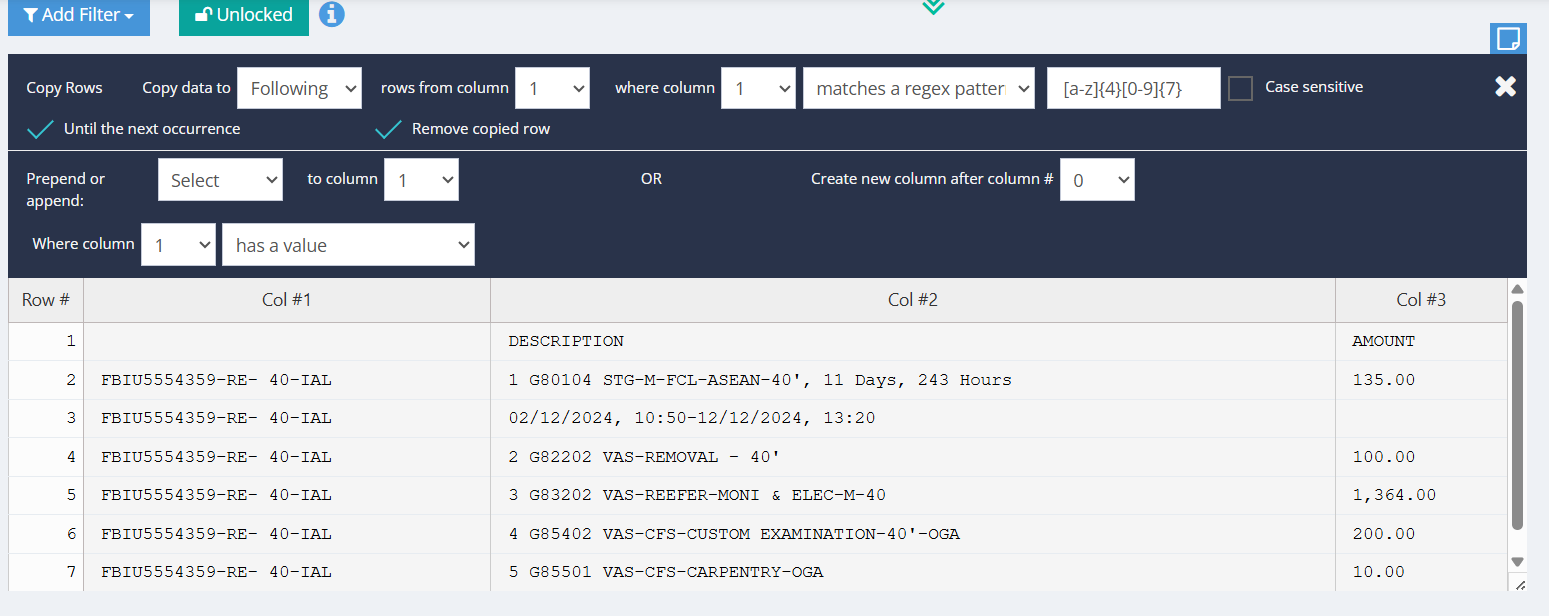 Add Filter Unlocked
Copy Rows Copy data to Following rows from column 1 where column 1 matches a regex patter [a-z]{4}[0-9]{7} Case sensitive
Until the next occurrence Remove copied row
Prepend or append: Select to column 1 OR Create new column after column # 0
Where column 1 has a value
Row # Col #1 Col #2 Col #3
1 DESCRIPTION AMOUNT
2 FBIU5554359-RE- 40-IAL 1 G80104 STG-M-FCL-ASEAN-40', 11 Days, 243 Hours 135.00
3 FBIU5554359-RE- 40-IAL 02/12/2024, 10:50-12/12/2024, 13:20
4 FBIU5554359-RE- 40-IAL 2 G82202 VAS-REMOVAL - 40' 100.00
5 FBIU5554359-RE- 40-IAL 3 G83202 VAS-REEFER-MONI & ELEC-M-40 1,364.00
6 FBIU5554359-RE- 40-IAL 4 G85402 VAS-CFS-CUSTOM EXAMINATION-40'-OGA 200.00
7 FBIU5554359-RE- 40-IAL 5 G85501 VAS-CFS-CARPENTRY-OGA 10.00